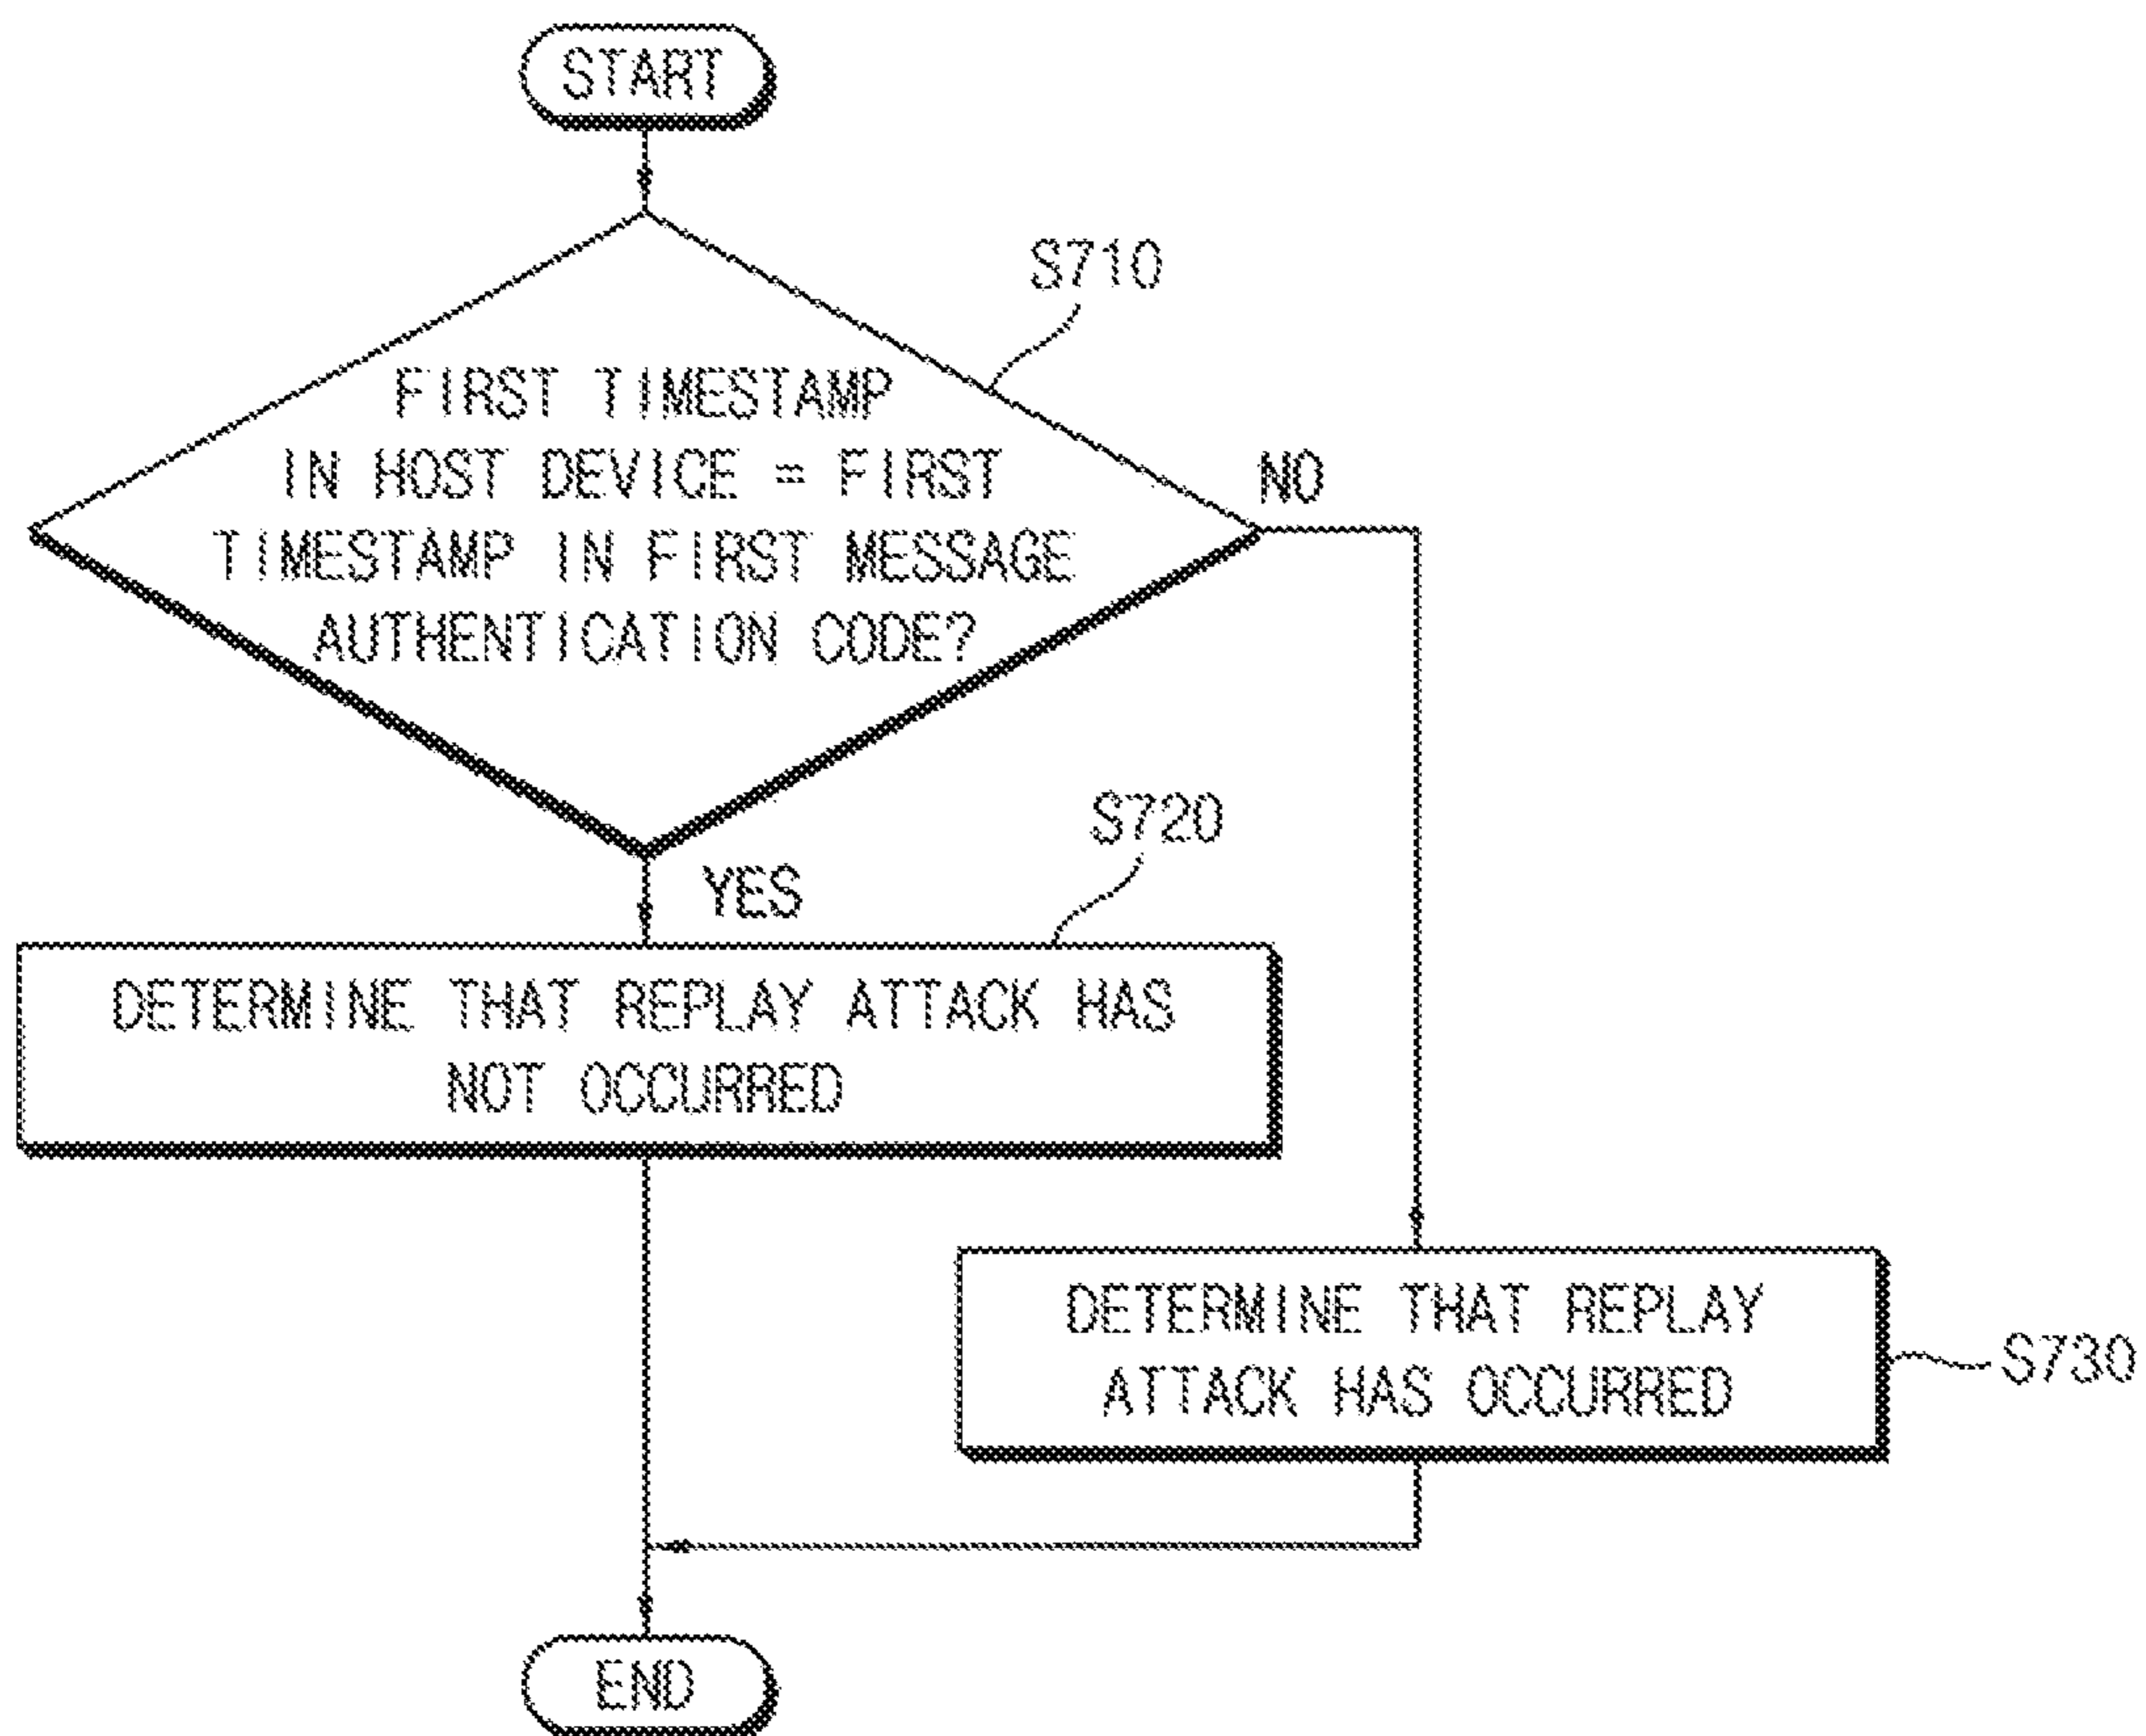 START
S710
FIRST TIMESTAMP
IN HOST DEVICE = FIRST
TIMESTAMP IN FIRST MESSAGE
AUTHENTICATION CODE?
NO
YES
S720
DETERMINE THAT REPLAY ATTACK HAS
NOT OCCURRED
DETERMINE THAT REPLAY
ATTACK HAS OCCURRED
S730
END